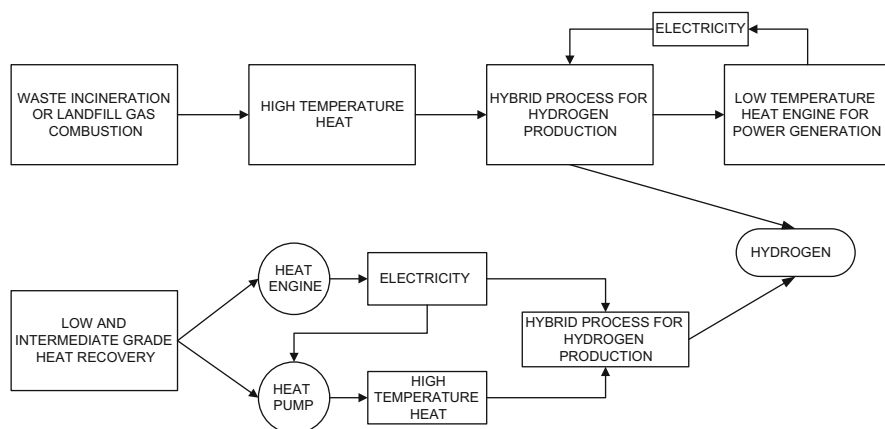 ELECTRICITY
WASTE INCINERATION
OR LANDFILL GAS
COMBUSTION
HIGH TEMPERATURE
HEAT
HYBRID PROCESS FOR
HYDROGEN
PRODUCTION
LOW TEMPERATURE
HEAT ENGINE FOR
POWER GENERATION
HYDROGEN
LOW AND
INTERMEDIATE GRADE
HEAT RECOVERY
HEAT
ENGINE
ELECTRICITY
HYBRID PROCESS FOR
HYDROGEN
PRODUCTION
HEAT
PUMP
HIGH
TEMPERATURE
HEAT